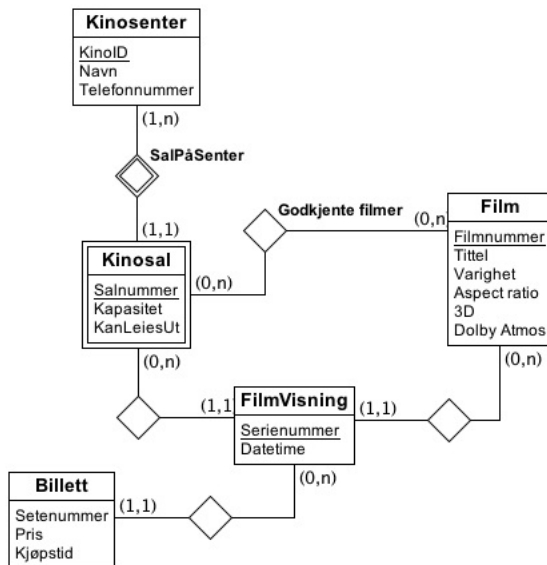 Kinosenter
KinoID
Navn
Telefonnummer
(1,n)
SalPåSenter
(1,1)
Godkjente filmer
(0,n)
Film
Filmnummer
Tittel
Varighet
Aspect ratio
3D
Dolby Atmos
(0,n)
Kinosal
Salnummer
Kapasitet
KanLeiesUt
(0,n)
(0,n)
(1,1)
FilmVisning
Serienummer
Datetime
(1,1)
(0,n)
Billett
Setenummer
Pris
Kjøpstid
(1,1)